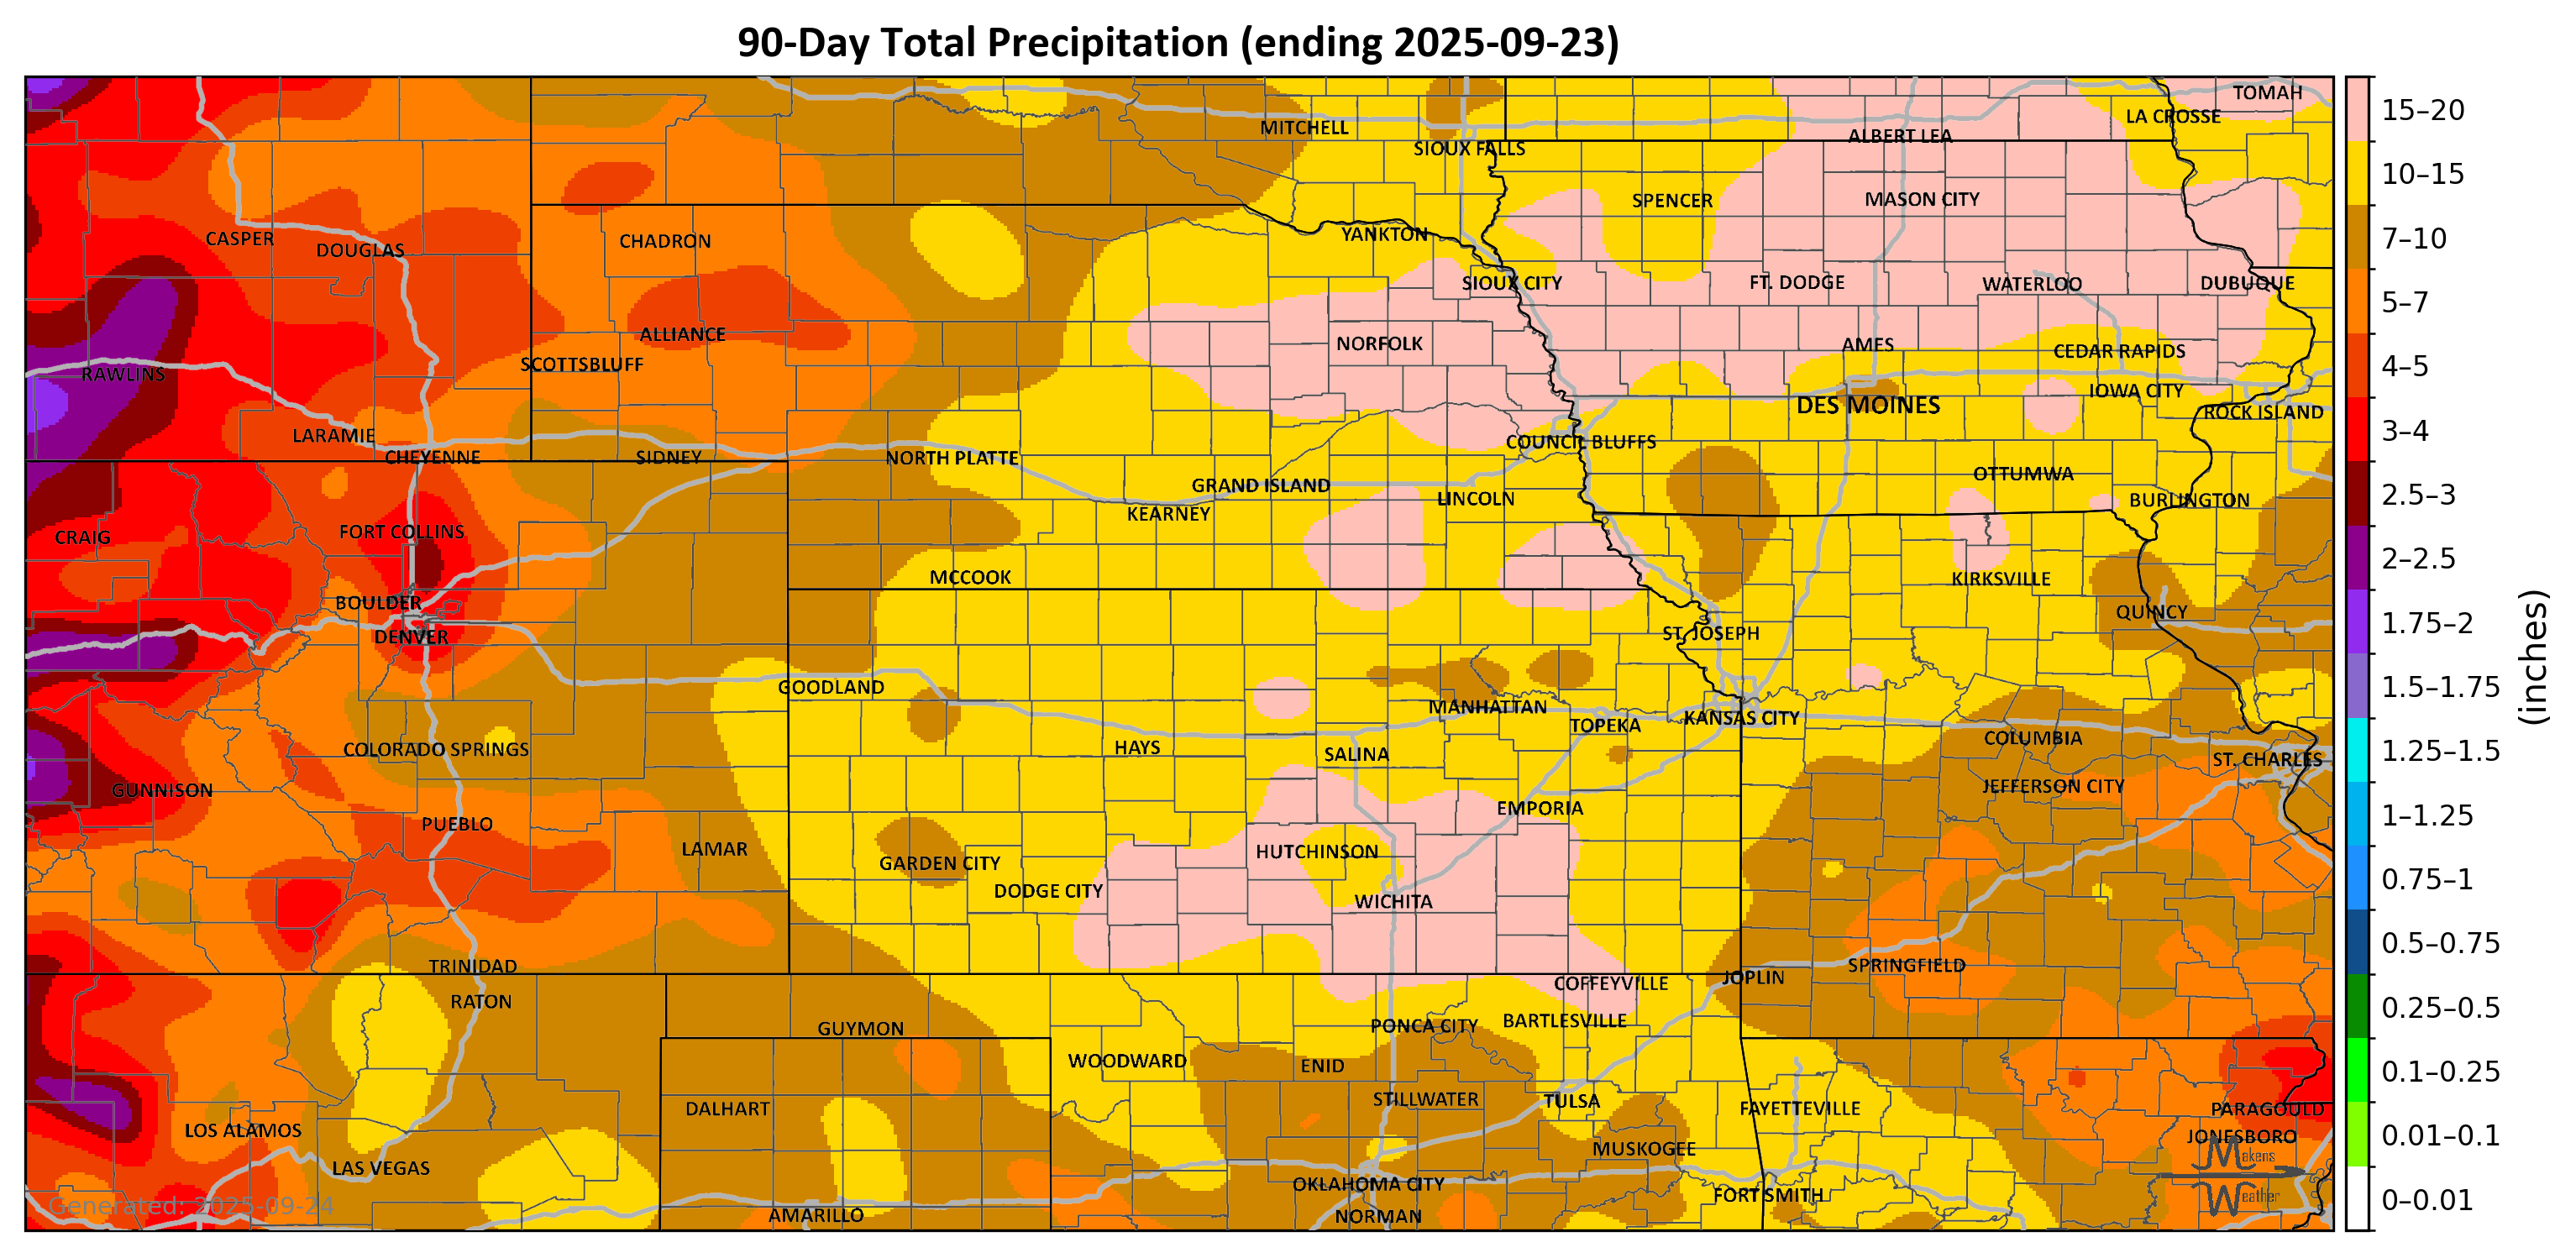 90-Day Total Precipitation (ending 2025-09-23)
TOMAH
LA CROSSE
MITCHELL
ALBERT LEA
SIOUX FALLS
SPENCER
MASON CITY
YANKTON
CASPER
CHADRON
DOUGLAS
SIOUX CITY
FT. DODGE
WATERLOO
DUBUQUE
ALLIANCE
NORFOLK
AMES
CEDAR RAPIDS
SCOTTSBLUFF
RAWLINS
IOWA CITY
DES MOINES
ROCK ISLAND
LARAMIE
COUNCIL BLUFFS
CHEYENNE
SIDNEY
NORTH PLATTE
OTTUMWA
GRAND ISLAND
LINCOLN
BURLINGTON
KEARNEY
FORT COLLINS
CRAIG
MCCOOK
KIRKSVILLE
BOULDER
QUINCY
DENVER
ST. JOSEPH
GOODLAND
MANHATTAN
KANSAS CITY
TOPEKA
COLUMBIA
COLORADO SPRINGS
HAYS
SALINA
ST. CHARLES
GUNNISON
JEFFERSON CITY
EMPORIA
PUEBLO
LAMAR
HUTCHINSON
GARDEN CITY
DODGE CITY
WICHITA
TRINIDAD
SPRINGFIELD
JOPLIN
COFFEYVILLE
RATON
BARTLESVILLE
GUYMON
PONCA CITY
WOODWARD
ENID
STILLWATER
TULSA
DALHART
FAYETTEVILLE
PARAGOULD
LOS ALAMOS
JONESBORO
MUSKOGEE
LAS VEGAS
OKLAHOMA CITY
FORT SMITH
AMARILLO
NORMAN
Makens
Weather
Generated: 2025-09-24
15–20
10–15
7–10
5–7
4–5
3–4
2.5–3
2–2.5
1.75–2
1.5–1.75
1.25–1.5
1–1.25
0.75–1
0.5–0.75
0.25–0.5
0.1–0.25
0.01–0.1
0–0.01
(inches)